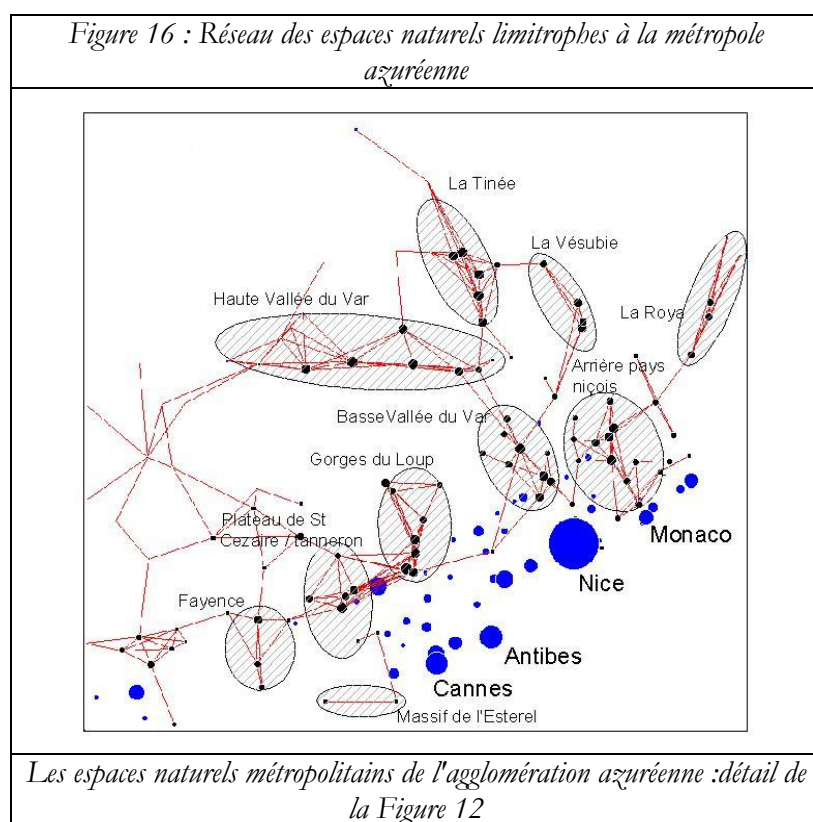 Figure 16 : Réseau des espaces naturels limitrophes à la métropole
azuréenne
La Tinée
La Vésubie
Haute Vallée du Var
La Roya
Arrière pays
niçois
BasseVallée du Var
Gorges du Loup
Plateau de St
Cezaire / tanneron
Monaco
Nice
Fayence
Antibes
Cannes
Massif de l'Esterel
Les espaces naturels métropolitains de l'agglomération azuréenne :détail de
la Figure 12